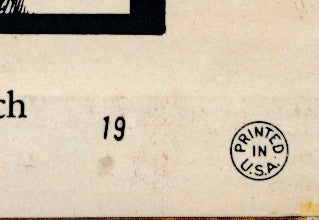 ch
19
PRINTED
IN
U.S.A.